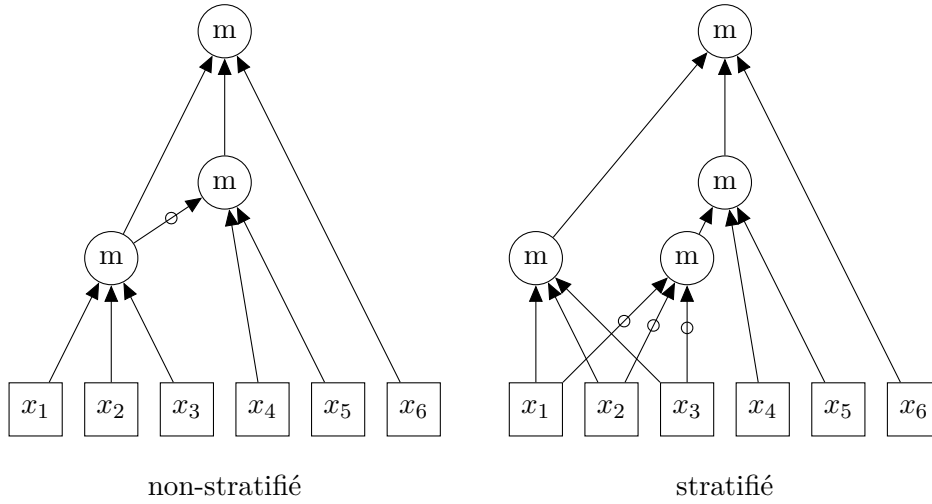 m m
m m
m m m
x₁ x₂ x₃ x₄ x₅ x₆ x₁ x₂ x₃ x₄ x₅ x₆
non-stratifié stratifié